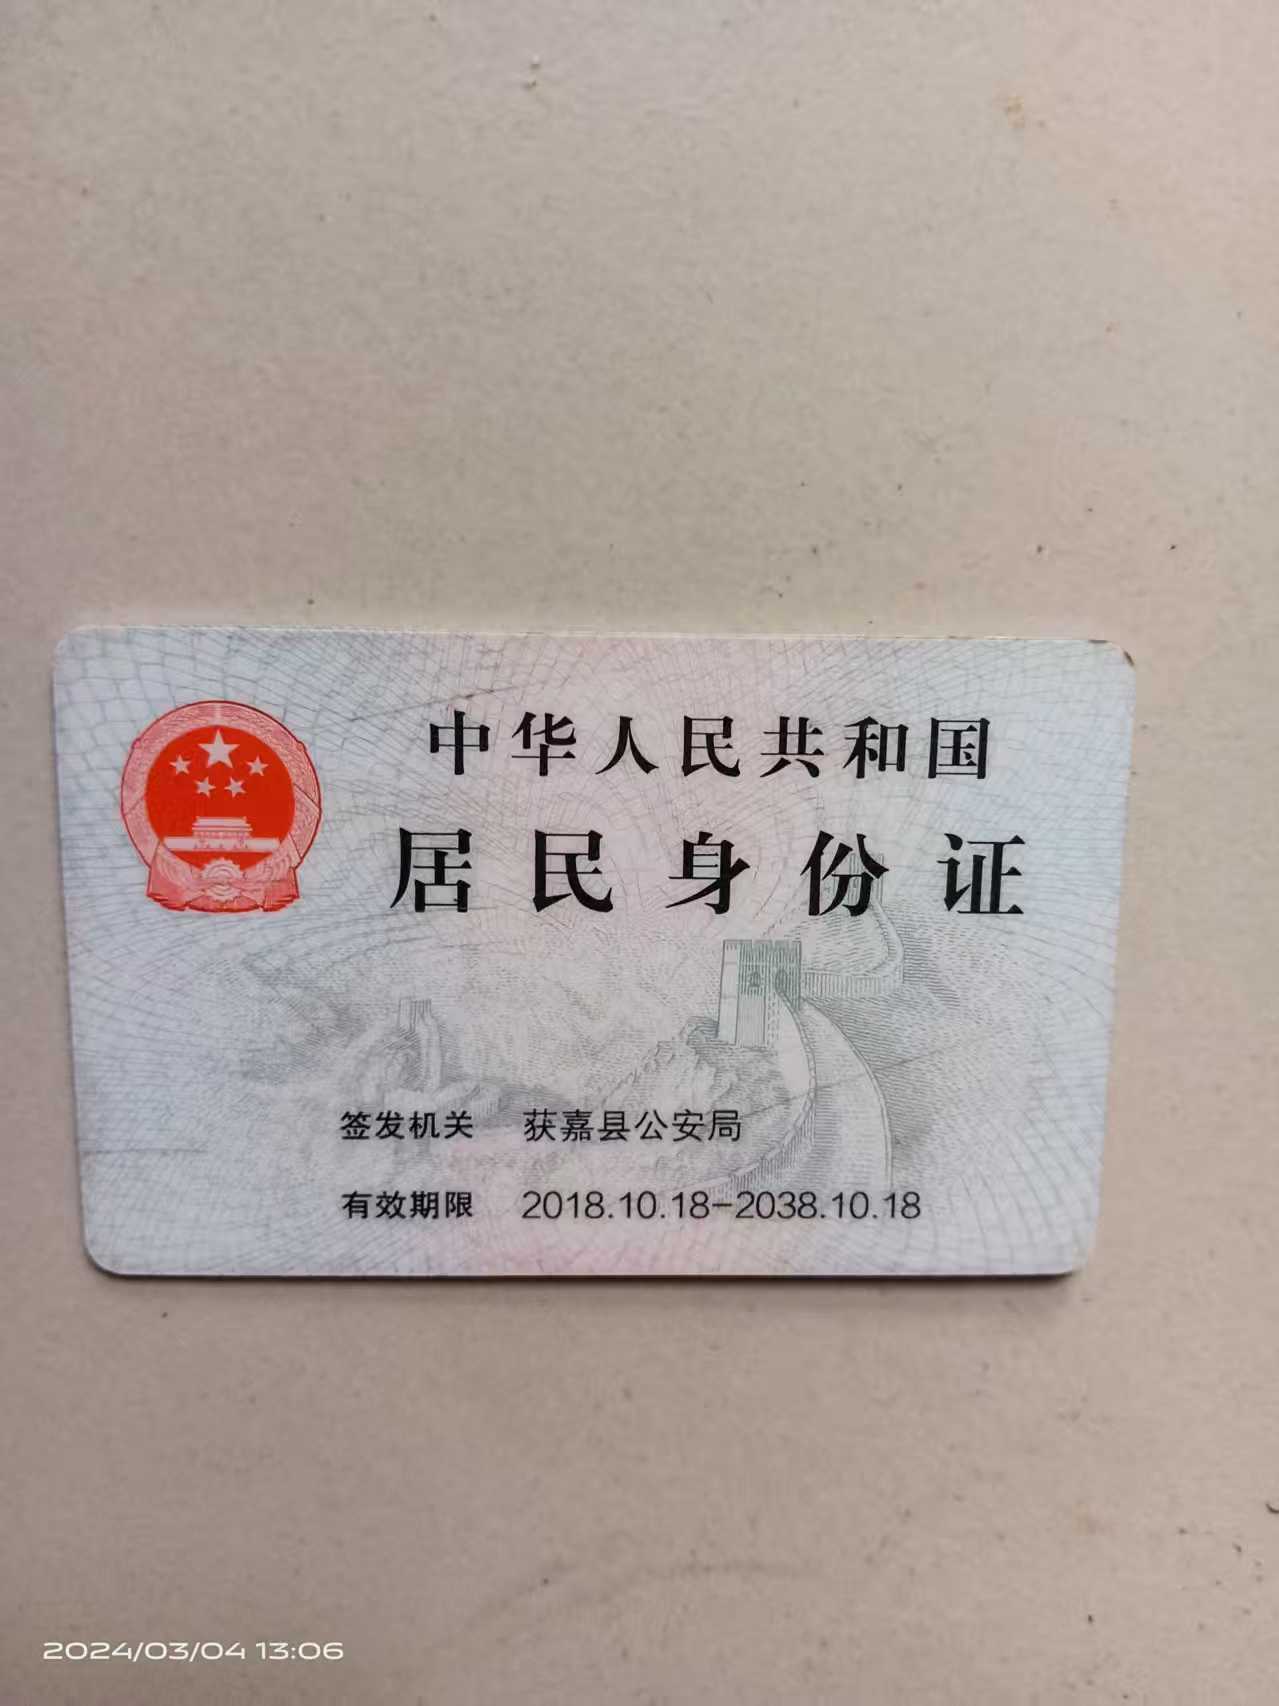 中华人民共和国
居民身份证
签发机关 获嘉县公安局
有效期限 2018.10.18-2038.10.18
2024/03/04 13:06